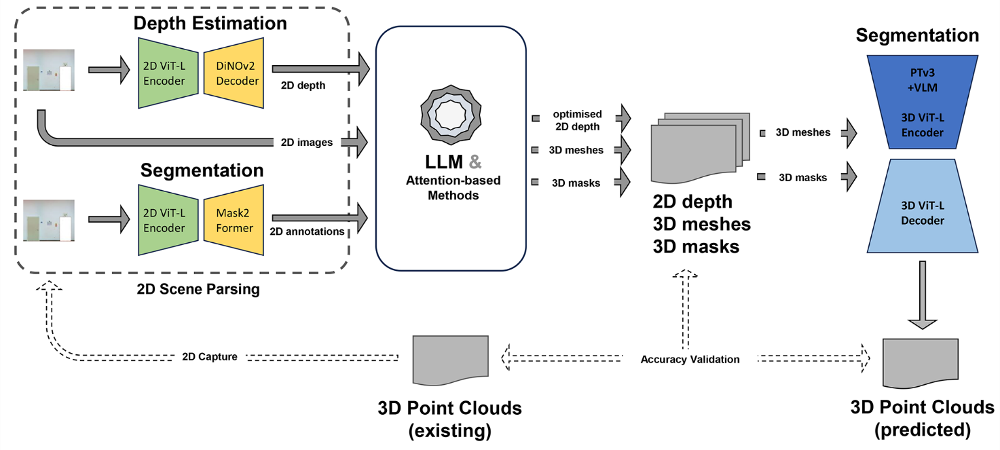 Depth Estimation
2D ViT-L
Encoder
DiNOv2
Decoder
2D depth
2D images
Segmentation
2D ViT-L
Encoder
Mask2
Former
2D annotations
2D Scene Parsing
LLM &
Attention-based
Methods
optimised
2D depth
3D meshes
3D masks
2D depth
3D meshes
3D masks
3D meshes
3D masks
Segmentation
PTv3
+VLM
3D ViT-L
Encoder
3D ViT-L
Decoder
2D Capture
3D Point Clouds
(existing)
Accuracy Validation
3D Point Clouds
(predicted)